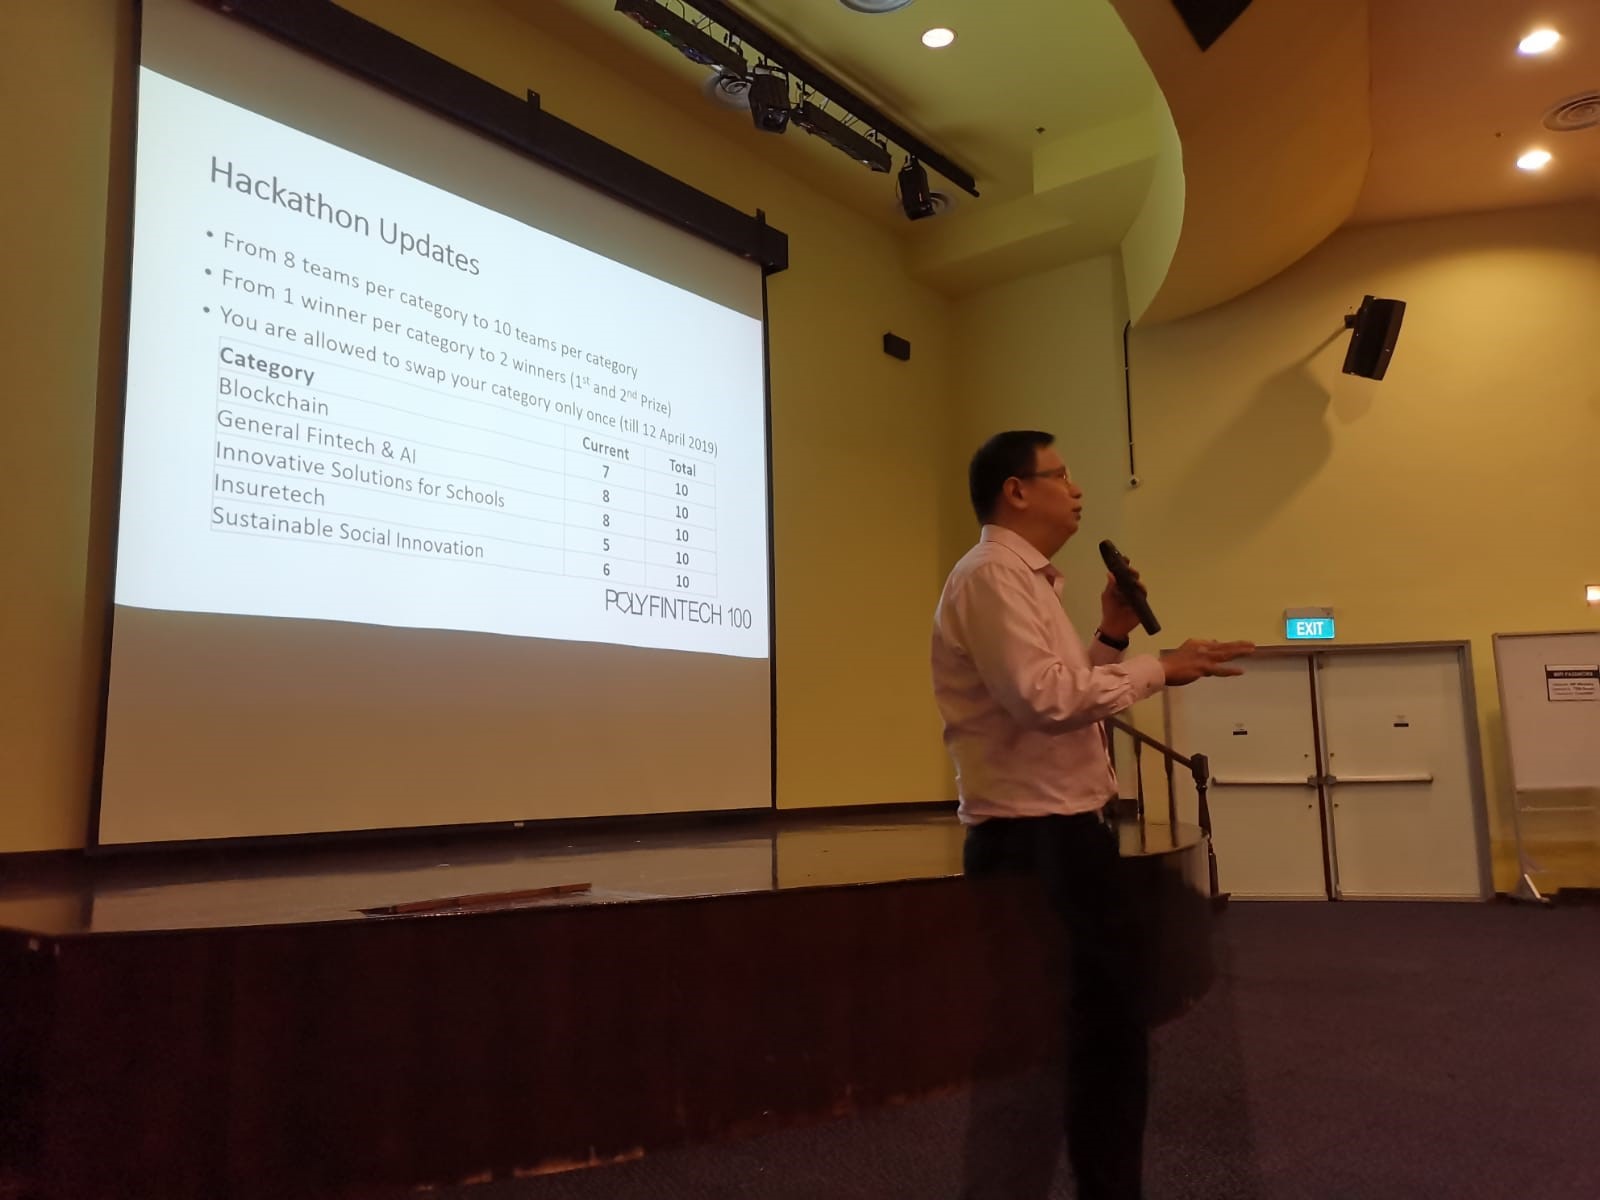 Hackathon Updates
• From 8 teams per category to 10 teams per category
• From 1 winner per category to 2 winners (1st and 2nd Prize)
• You are allowed to swap your category only once (till 12 April 2019)
Category Current Total
Blockchain 7 10
General Fintech & AI 8 10
Innovative Solutions for Schools 8 10
Insuretech 5 10
Sustainable Social Innovation 6 10
POLYFINTECH 100
EXIT
WIFI PASSWORD